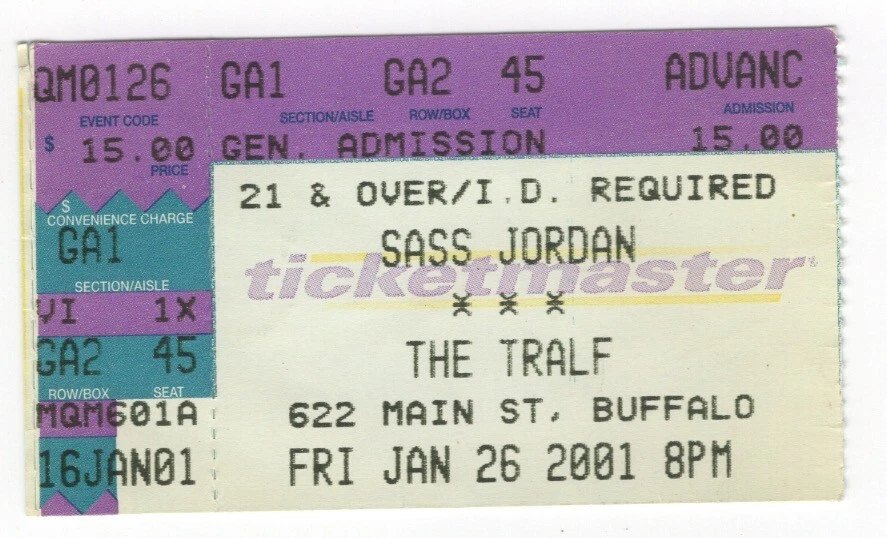 QM0126 GA1 GA2 45 ADVANC
EVENT CODE SECTION/AISLE ROW/BOX SEAT ADMISSION
$ 15.00 GEN. ADMISSION 15.00
PRICE
21 & OVER/I.D. REQUIRED
$
CONVENIENCE CHARGE
GA1 SASS JORDAN
ticketmaster
SECTION/AISLE
VI 1X * * *
GA2 45 THE TRALF
ROW/BOX SEAT
MQM601A 622 MAIN ST. BUFFALO
16JAN01 FRI JAN 26 2001 8PM